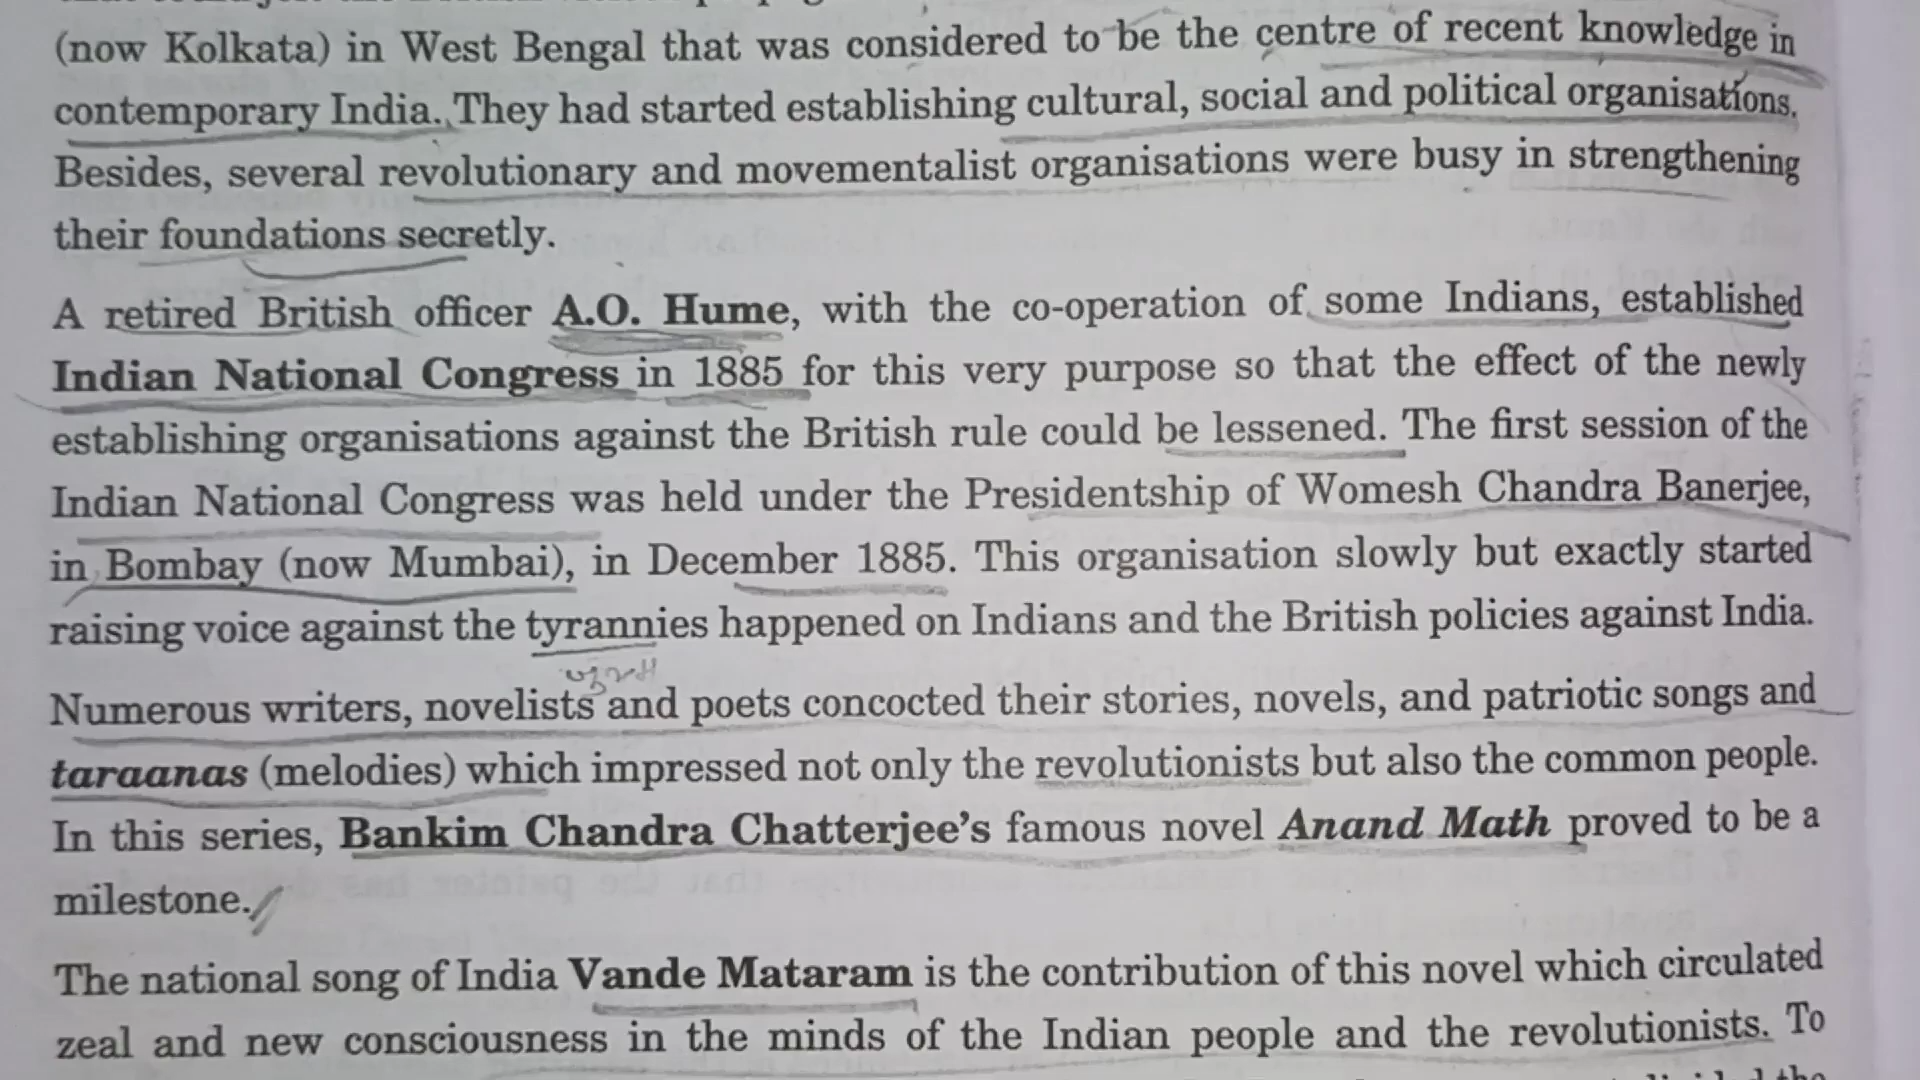 (now Kolkata) in West Bengal that was considered to be the centre of recent knowledge in
contemporary India. They had started establishing cultural, social and political organisations.
Besides, several revolutionary and movementalist organisations were busy in strengthening
their foundations secretly.
A retired British officer A.O. Hume, with the co-operation of some Indians, established
Indian National Congress in 1885 for this very purpose so that the effect of the newly
establishing organisations against the British rule could be lessened. The first session of the
Indian National Congress was held under the Presidentship of Womesh Chandra Banerjee,
in Bombay (now Mumbai), in December 1885. This organisation slowly but exactly started
raising voice against the tyrannies happened on Indians and the British policies against India.
Numerous writers, novelists and poets concocted their stories, novels, and patriotic songs and
taraanas (melodies) which impressed not only the revolutionists but also the common people.
In this series, Bankim Chandra Chatterjee's famous novel Anand Math proved to be a
milestone.
The national song of India Vande Mataram is the contribution of this novel which circulated
zeal and new consciousness in the minds of the Indian people and the revolutionists. To